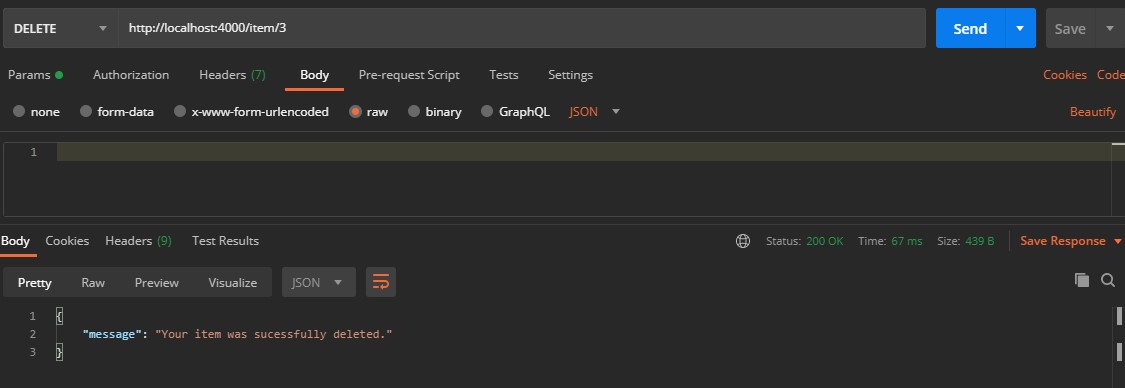 DELETE http://localhost:4000/item/3 Send Save
Params Authorization Headers (7) Body Pre-request Script Tests Settings Cookies Code
none form-data x-www-form-urlencoded raw binary GraphQL JSON Beautify
1
Body Cookies Headers (9) Test Results Status: 200 OK Time: 67 ms Size: 439 B Save Response
Pretty Raw Preview Visualize JSON
1 {
2 "message": "Your item was sucessfully deleted."
3 }